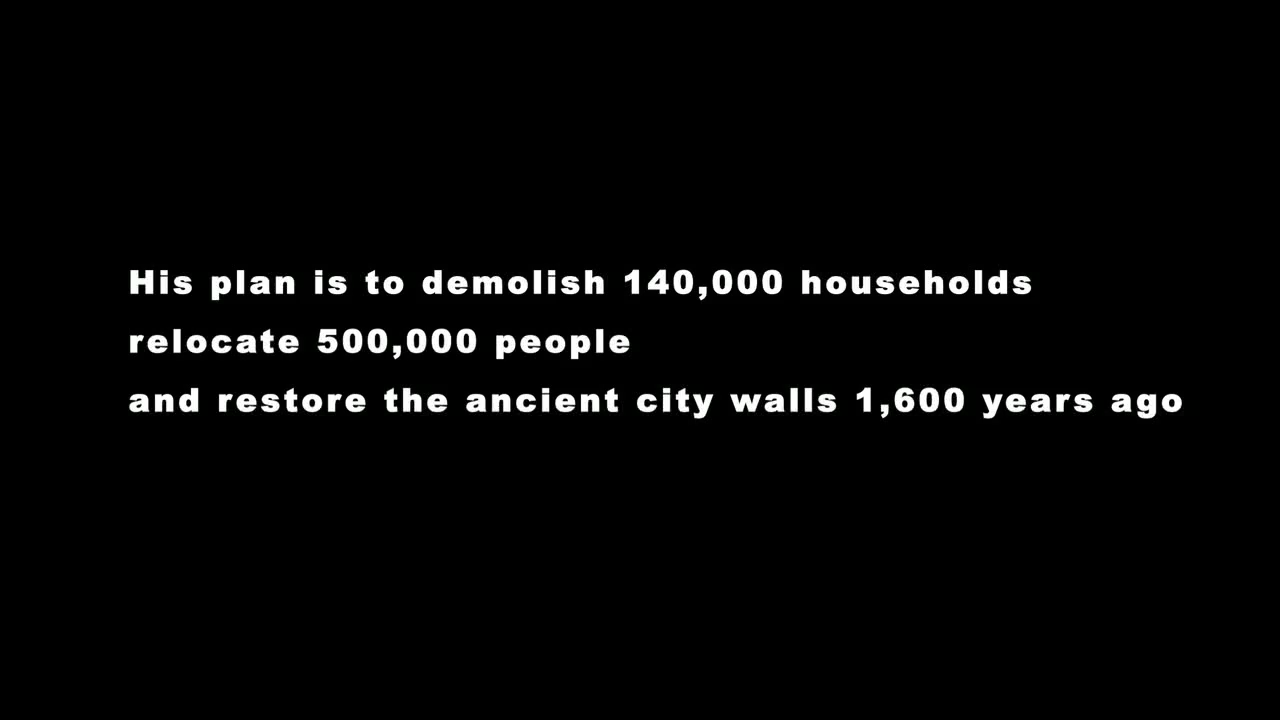 His plan is to demolish 140,000 households
relocate 500,000 people
and restore the ancient city walls 1,600 years ago